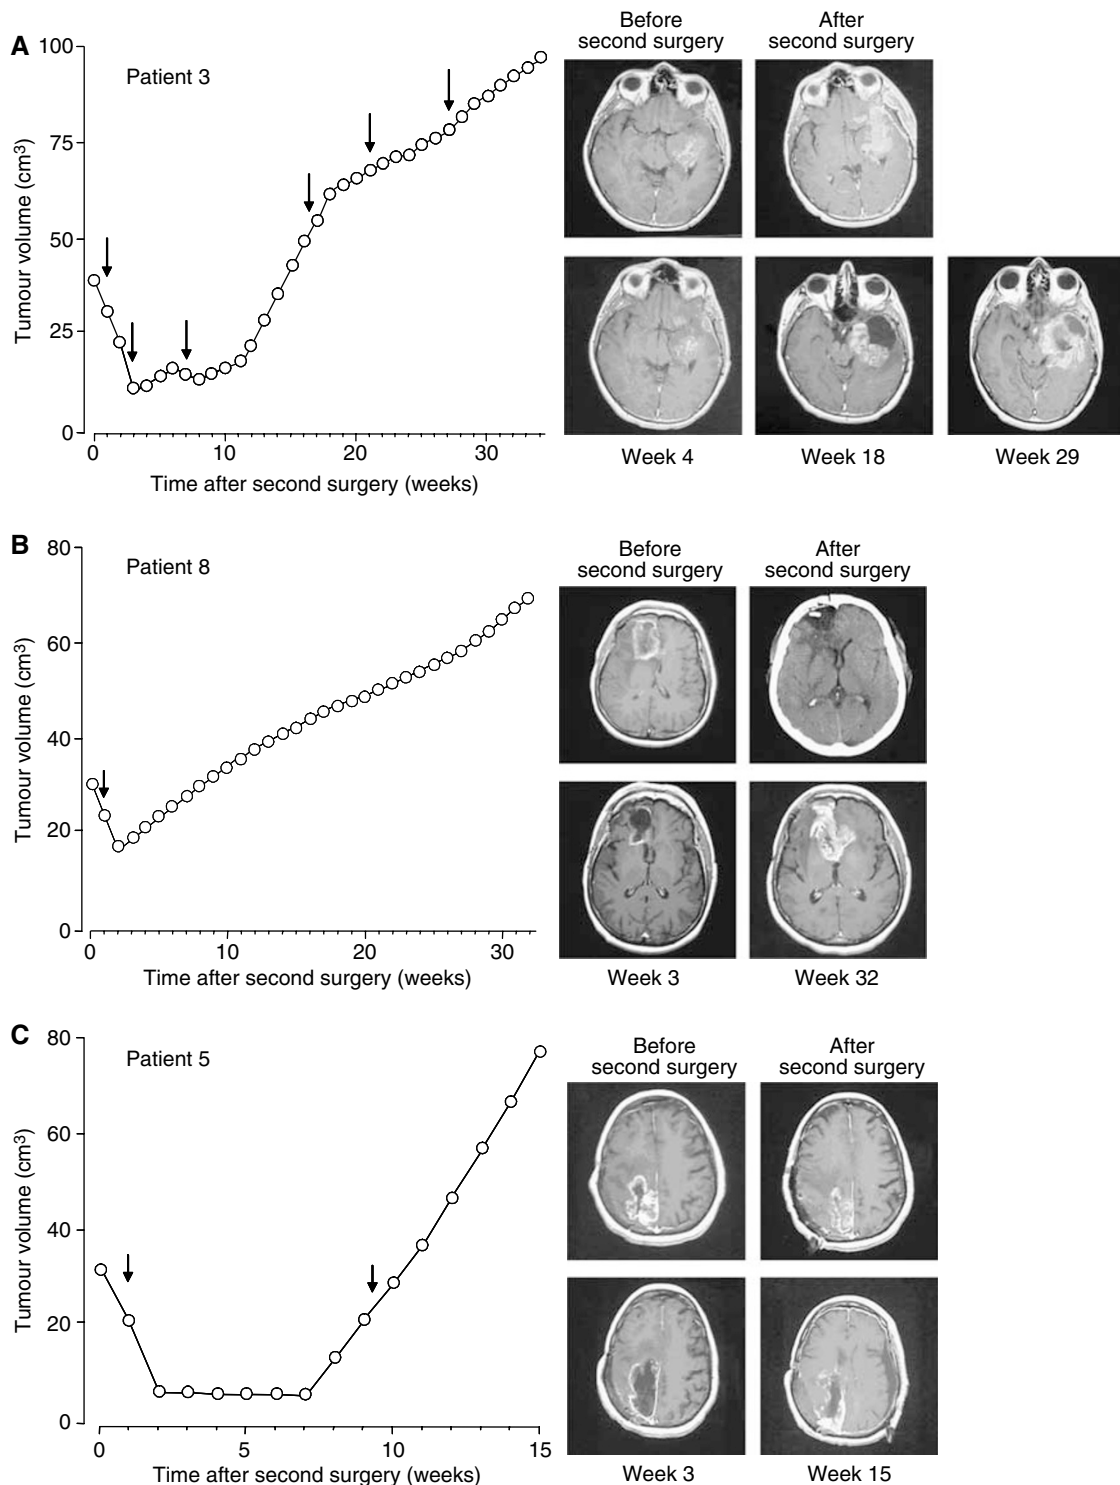 A
Patient 3
Tumour volume (cm³)
100
75
50
25
0
0 10 20 30
Time after second surgery (weeks)
Before
second surgery
After
second surgery
Week 4
Week 18
Week 29
B
Patient 8
Tumour volume (cm³)
80
60
40
20
0
0 10 20 30
Time after second surgery (weeks)
Before
second surgery
After
second surgery
Week 3
Week 32
C
Patient 5
Tumour volume (cm³)
80
60
40
20
0
0 5 10 15
Time after second surgery (weeks)
Before
second surgery
After
second surgery
Week 3
Week 15